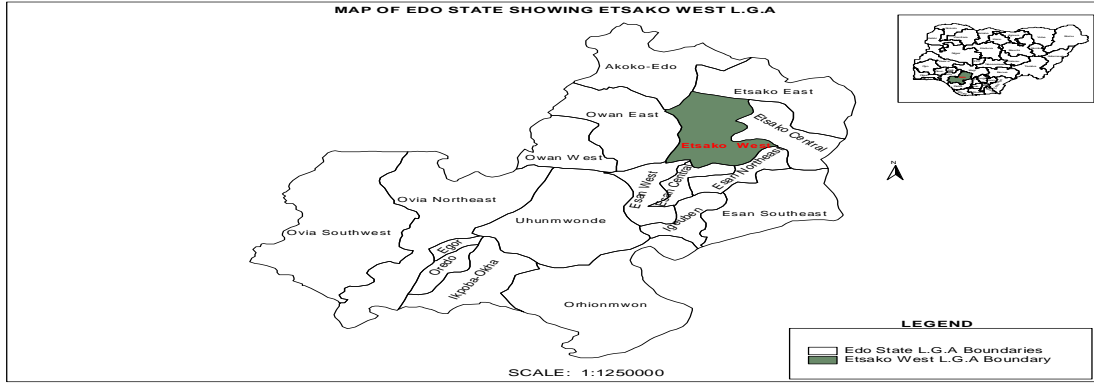 MAP OF EDO STATE SHOWING ETSAKO WEST L.G.A
Akoko-Edo
Etsako East
Owan East
Etsako Central
Etsako West
Owan West
Esan Northeast
Esan Central
Esan West
Ovia Northeast
Igueben
Esan Southeast
Uhunmwonde
Ovia Southwest
Egor
Oredo
Ikpoba-Okha
Orhionmwon
N
LEGEND
Edo State L.G.A Boundaries
Etsako West L.G.A Boundary
SCALE: 1:1250000